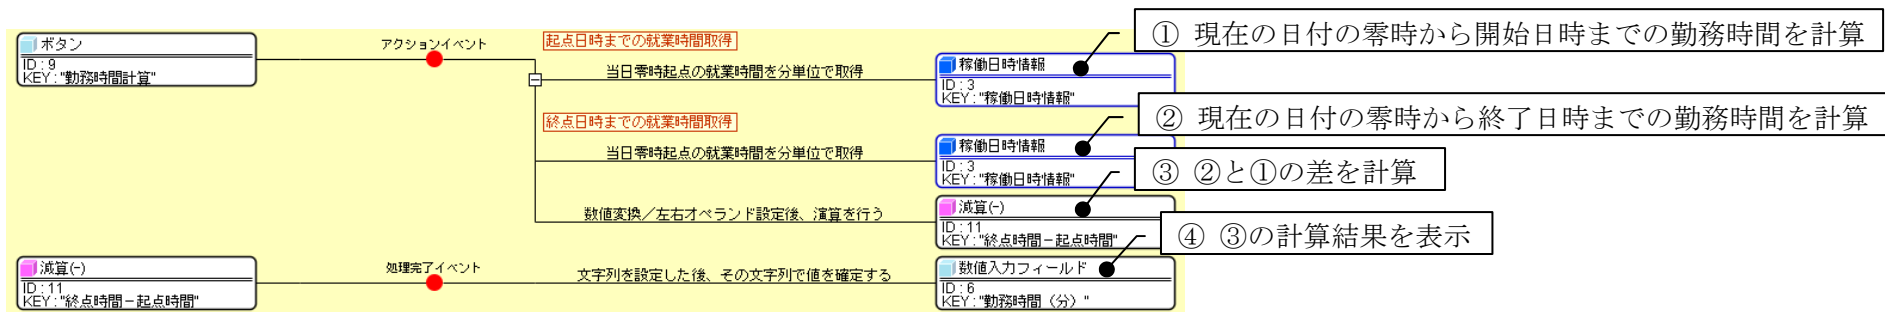 ボタン
ID : 9
KEY : "勤務時間計算"
アクションイベント
起点日時までの就業時間取得
当日零時起点の就業時間を分単位で取得
稼働日時情報
ID : 3
KEY : "稼働日時情報"
① 現在の日付の零時から開始日時までの勤務時間を計算
終点日時までの就業時間取得
当日零時起点の就業時間を分単位で取得
稼働日時情報
ID : 3
KEY : "稼働日時情報"
② 現在の日付の零時から終了日時までの勤務時間を計算
数値変換／左右オペランド設定後、演算を行う
減算(-)
ID : 11
KEY : "終点時間－起点時間"
③ ②と①の差を計算
減算(-)
ID : 11
KEY : "終点時間－起点時間"
処理完了イベント
文字列を設定した後、その文字列で値を確定する
数値入力フィールド
ID : 6
KEY : "勤務時間（分）"
④ ③の計算結果を表示